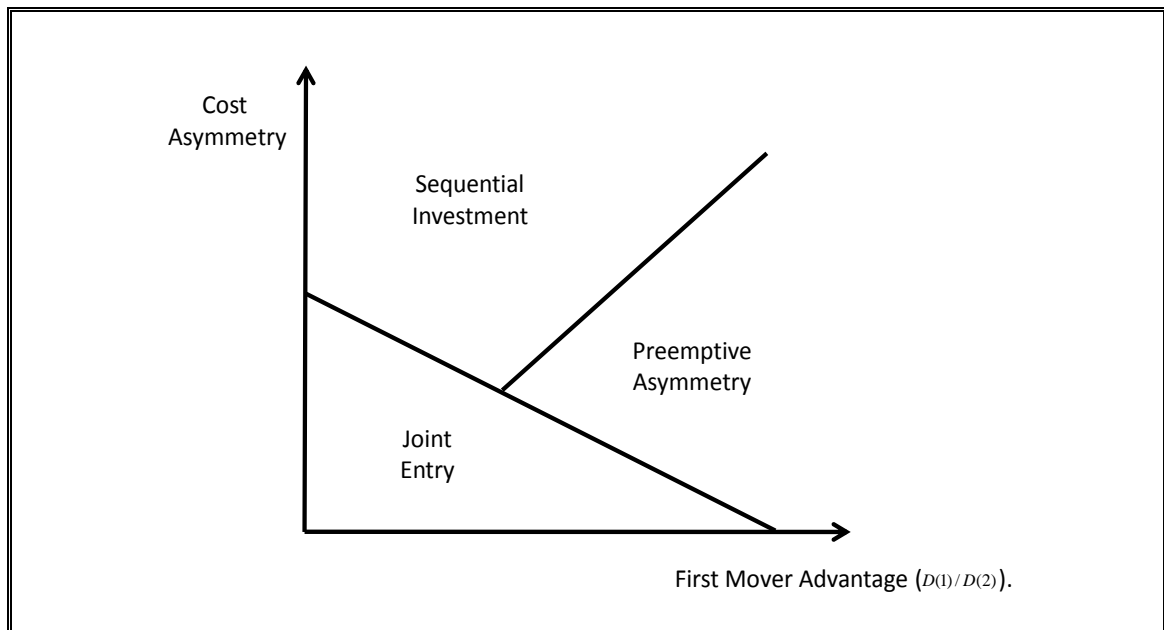 Cost
Asymmetry
Sequential
Investment
Preemptive
Asymmetry
Joint
Entry
First Mover Advantage (D(1)/D(2)).